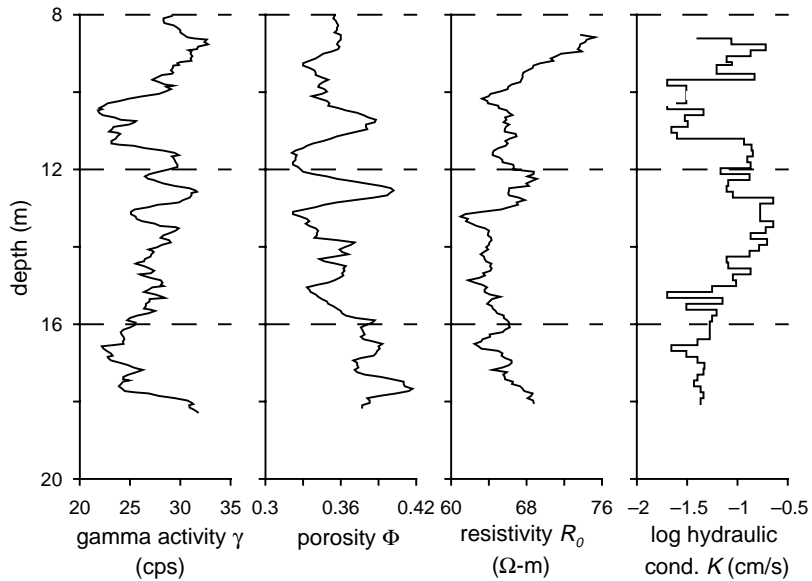 8
12
16
20
depth (m)
20 25 30 35
gamma activity γ
(cps)
0.3 0.36 0.42
porosity Φ
60 68 76
resistivity R₀
(Ω-m)
–2 –1.5 –1 –0.5
log hydraulic
cond. K (cm/s)